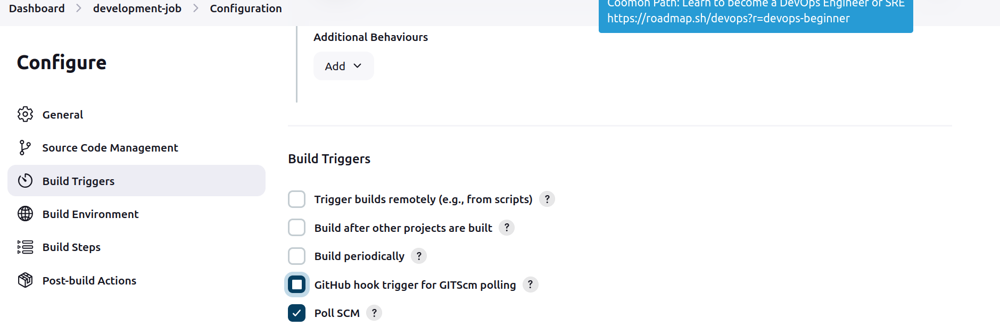 Dashboard > development-job > Configuration
Coomon Path: Learn to become a DevOps Engineer or SRE
https://roadmap.sh/devops?r=devops-beginner
Additional Behaviours
Add
Configure
General
Source Code Management
Build Triggers
Build Environment
Build Steps
Post-build Actions
Build Triggers
Trigger builds remotely (e.g., from scripts) ?
Build after other projects are built ?
Build periodically ?
GitHub hook trigger for GITScm polling ?
Poll SCM ?